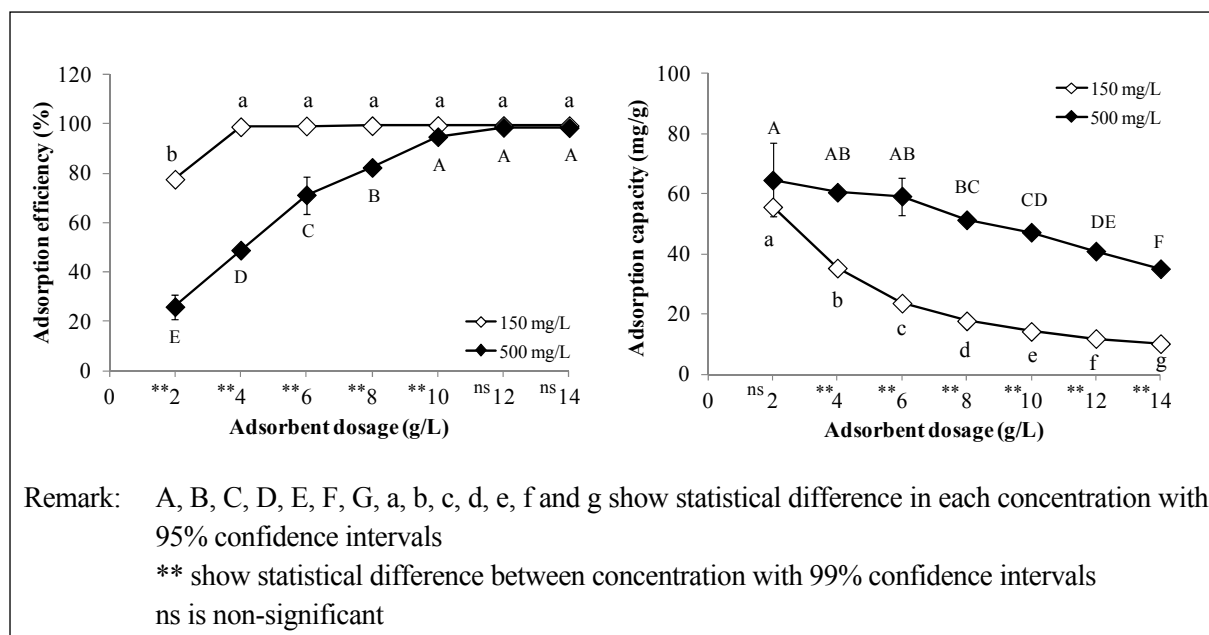 120
100
80
60
40
20
0
Adsorption efficiency (%)
a a a a a a
b
A A A
B
C
D
E
150 mg/L
500 mg/L
**2 **4 **6 **8 **10 ns12 ns14
0
Adsorbent dosage (g/L)
100
80
60
40
20
0
Adsorption capacity (mg/g)
150 mg/L
500 mg/L
A AB AB BC CD DE F
a b c d e f g
ns2 **4 **6 **8 **10 **12 **14
0
Adsorbent dosage (g/L)
Remark: A, B, C, D, E, F, G, a, b, c, d, e, f and g show statistical difference in each concentration with
95% confidence intervals
** show statistical difference between concentration with 99% confidence intervals
ns is non-significant